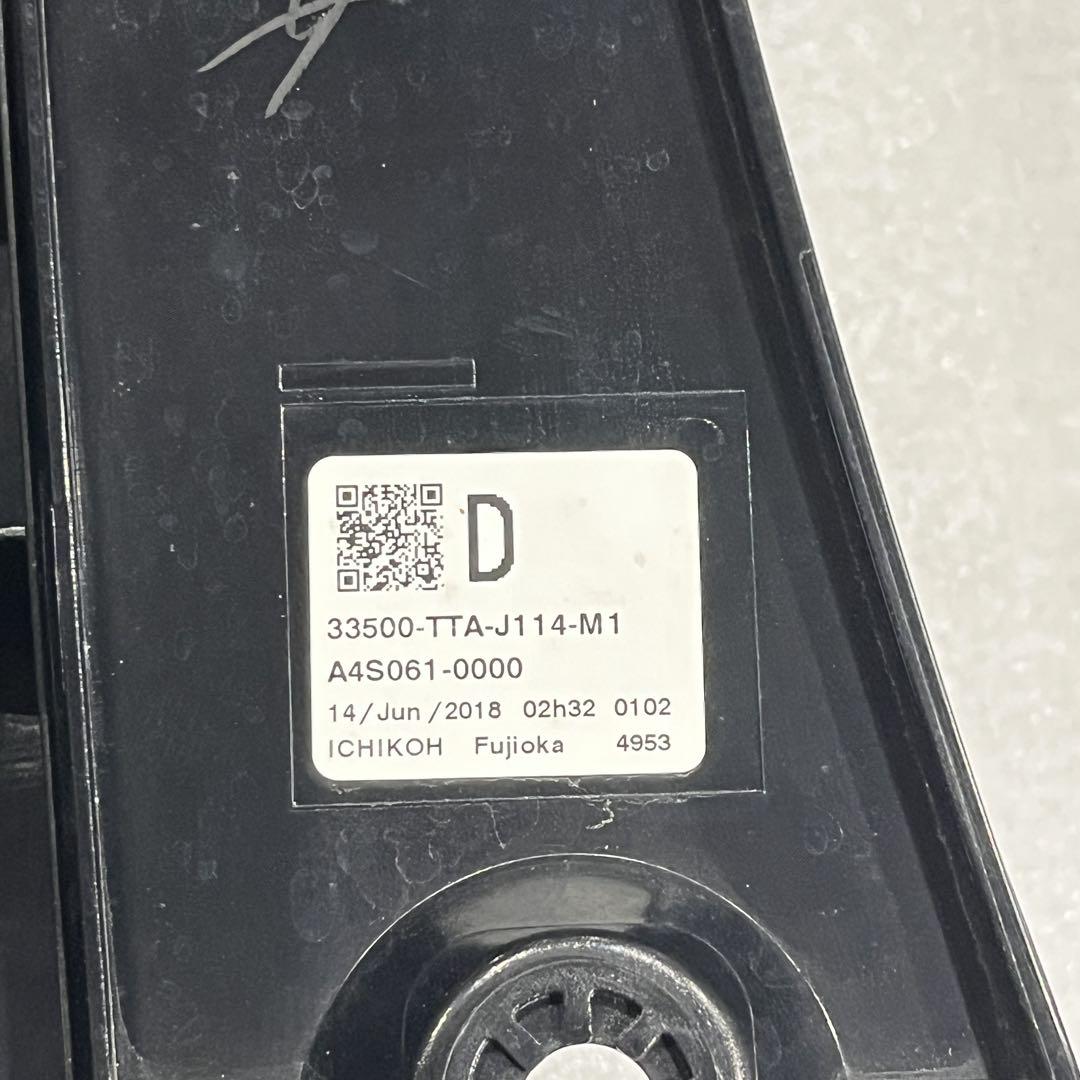 D
33500-TTA-J114-M1
A4S061-0000
14/Jun/2018 02h32 0102
ICHIKOH Fujioka 4953